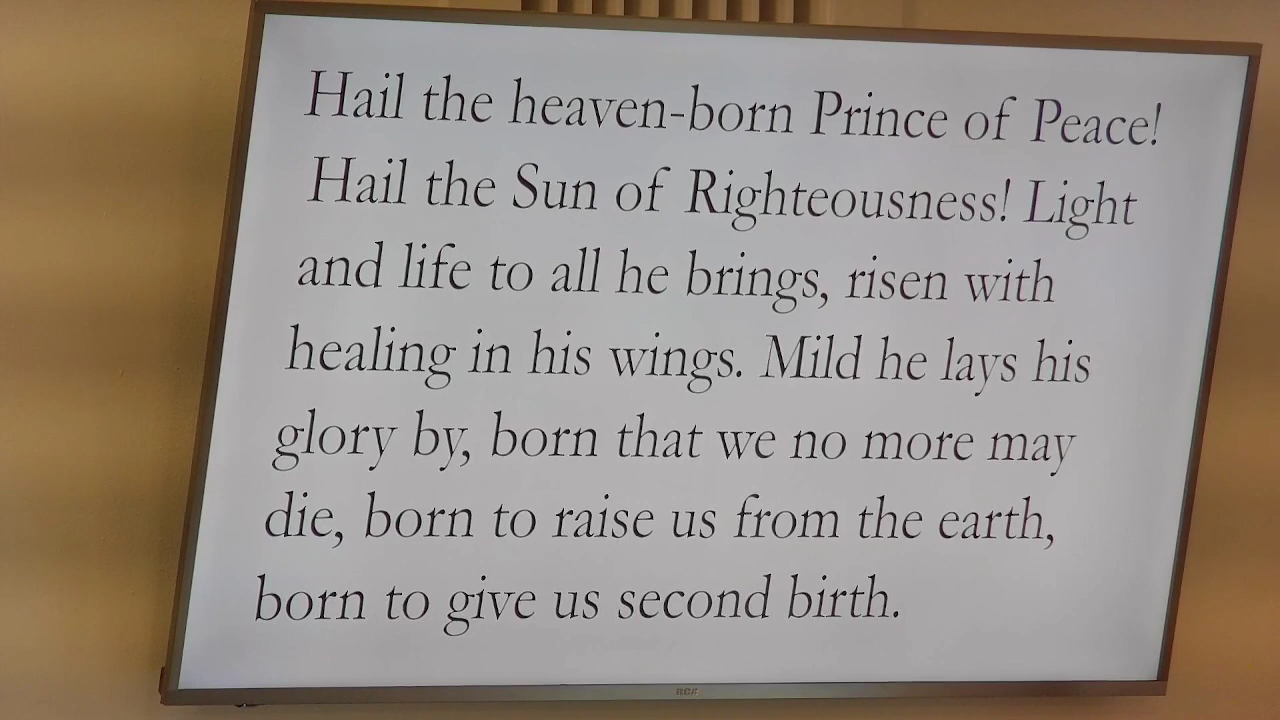 Hail the heaven-born Prince of Peace!
Hail the Sun of Righteousness! Light
and life to all he brings, risen with
healing in his wings. Mild he lays his
glory by, born that we no more may
die, born to raise us from the earth,
born to give us second birth.
RCA